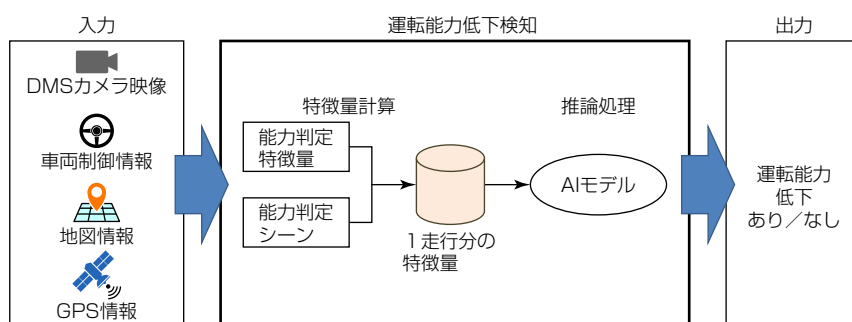 入力
DMSカメラ映像
車両制御情報
地図情報
GPS情報
運転能力低下検知
特徴量計算
能力判定
特徴量
能力判定
シーン
1走行分の
特徴量
推論処理
AIモデル
出力
運転能力
低下
あり／なし